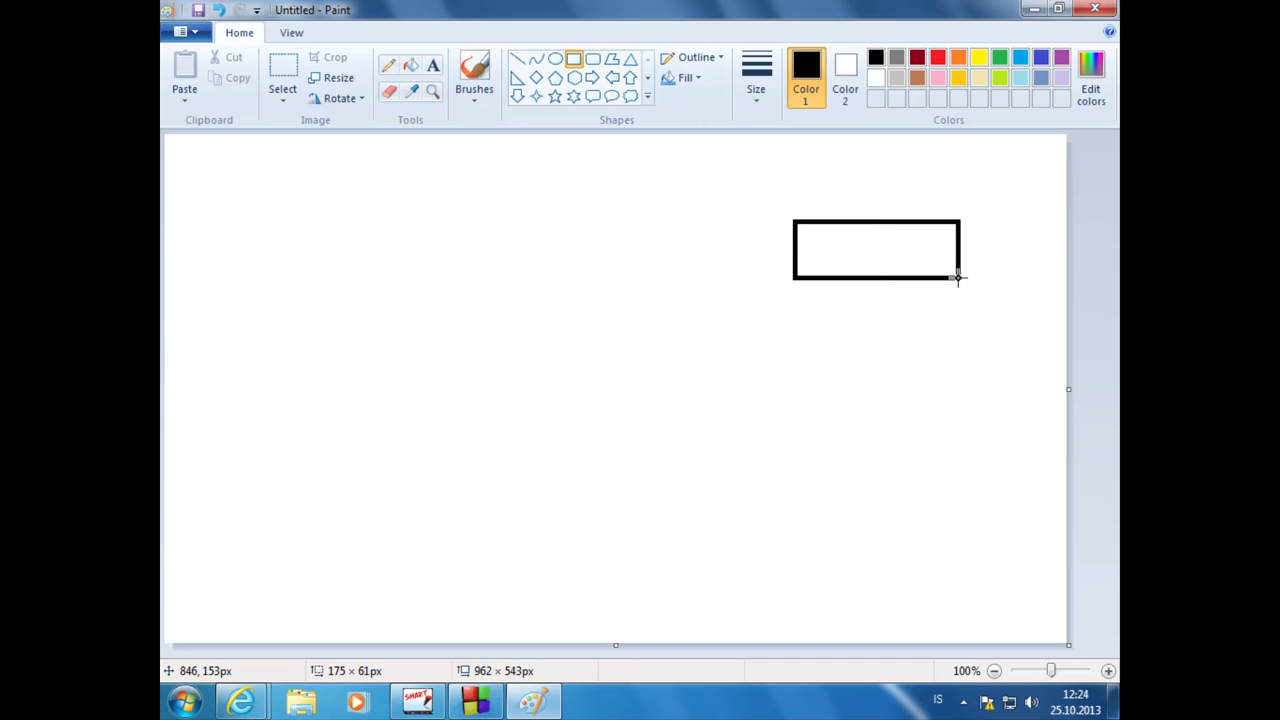 Untitled - Paint
Home View
Paste
Cut
Copy
Clipboard
Select
Crop
Resize
Rotate
Image
A
Tools
Brushes
Outline
Fill
Shapes
Size
Color 1
Color 2
Edit colors
Colors
846, 153px
175 × 61px
962 × 543px
100%
SMART
IS
12:24
25.10.2013